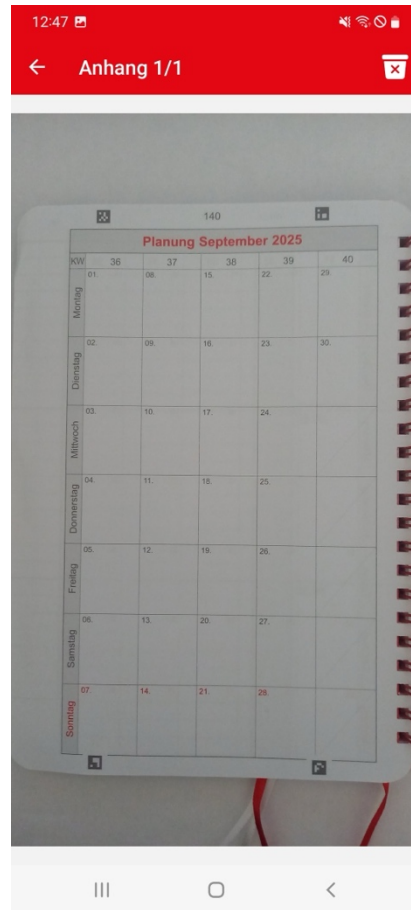 12:47
Anhang 1/1
140
Planung September 2025
KW 36 37 38 39 40
Montag 01. 08. 15. 22. 29.
Dienstag 02. 09. 16. 23. 30.
Mittwoch 03. 10. 17. 24.
Donnerstag 04. 11. 18. 25.
Freitag 05. 12. 19. 26.
Samstag 06. 13. 20. 27.
Sonntag 07. 14. 21. 28.